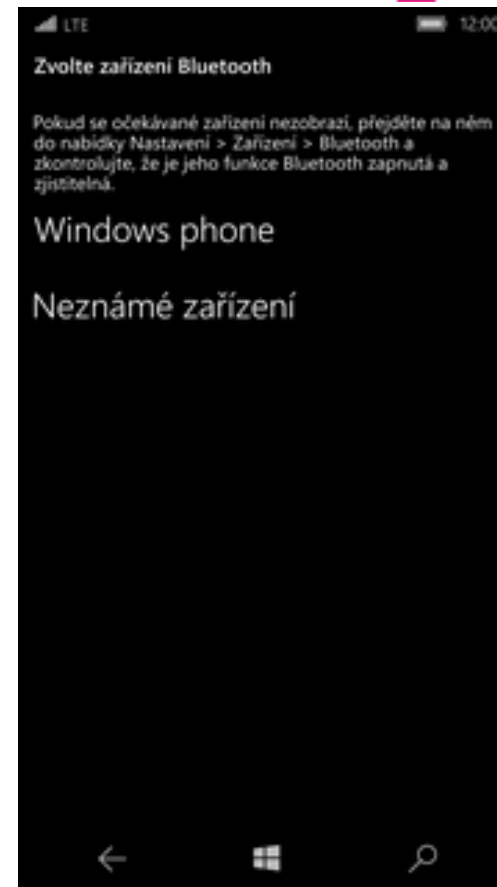 LTE 12:00
Zvolte zařízení Bluetooth
Pokud se očekávané zařízení nezobrazí, přejděte na něm
do nabídky Nastavení > Zařízení > Bluetooth a
zkontrolujte, že je jeho funkce Bluetooth zapnutá a
zjistitelná.
Windows phone
Neznámé zařízení